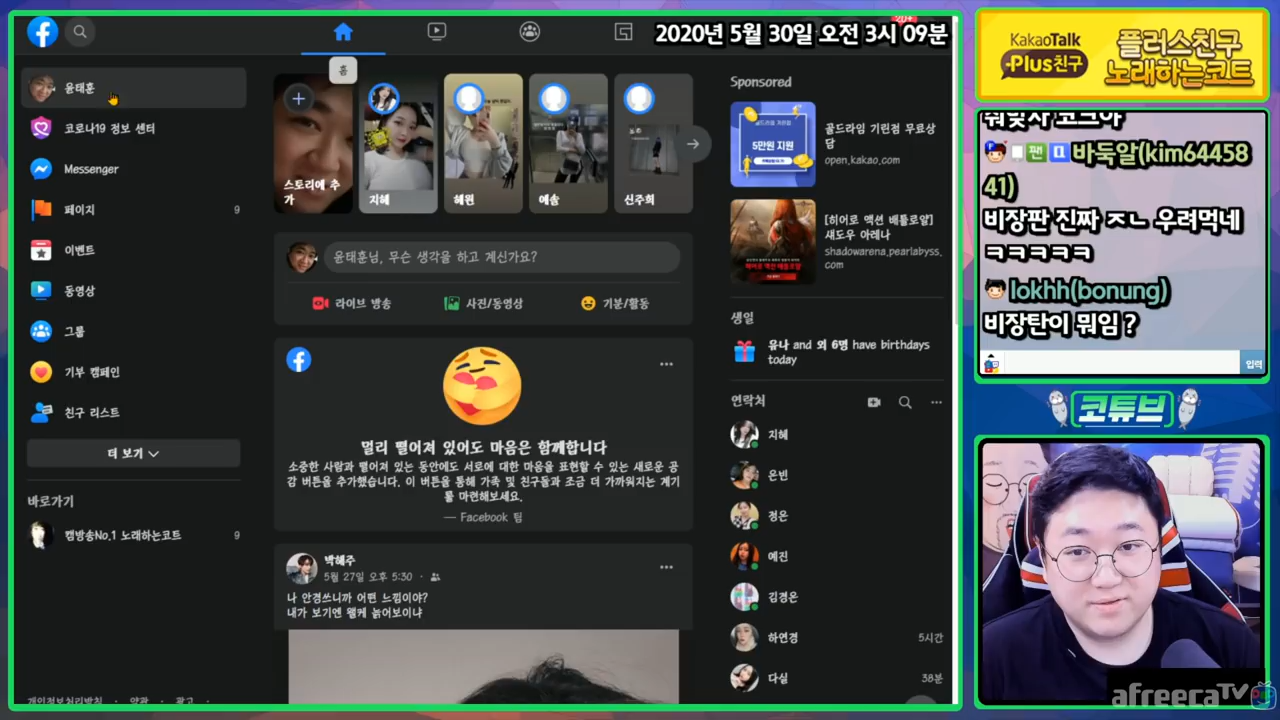 2020년 5월 30일 오전 3시 09분
20+
홈
윤태훈
코로나19 정보 센터
Messenger
페이지
9
이벤트
동영상
그룹
기부 캠페인
친구 리스트
더 보기
바로가기
캠방송No.1 노래하는코트
9
개인정보처리방침 · 약관 · 광고 ·
스토리에 추
가
지혜
혜원
예솔
신주희
윤태훈님, 무슨 생각을 하고 계신가요?
라이브 방송
사진/동영상
기분/활동
멀리 떨어져 있어도 마음은 함께합니다
소중한 사람과 떨어져 있는 동안에도 서로에 대한 마음을 표현할 수 있는 새로운 공
감 버튼을 추가했습니다. 이 버튼을 통해 가족 및 친구들과 조금 더 가까워지는 계기
를 마련해보세요.
— Facebook 팀
박해주
5월 27일 오후 5:30 ·
나 안경쓰니까 어떤 느낌이야?
내가 보기엔 왤케 늙어보이냐
Sponsored
5만원 지원
골드라임 기린점 무료상
담
open.kakao.com
[히어로 액션 배틀로얄]
섀도우 아레나
shadowarena.pearlabyss.
com
생일
유나 and 외 6명 have birthdays
today
연락처
지혜
은빈
정은
예진
김경은
하연경
5시간
다실
38분
KakaoTalk
Plus친구
플러스친구
노래하는코트
팬
바둑알(kim64458
41)
비장판 진짜 ㅈㄴ 우려먹네
ㅋㅋㅋㅋㅋ
lokhh(bonung)
비장탄이 뭐임?
입력
코튜브
afreecaTV